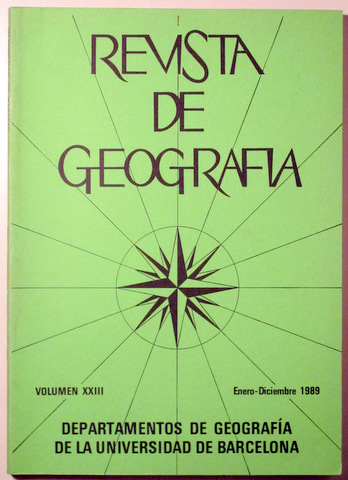 REVISTA
DE
GEOGRAFIA
VOLUMEN XXIII Enero-Diciembre 1989
DEPARTAMENTOS DE GEOGRAFÍA
DE LA UNIVERSIDAD DE BARCELONA